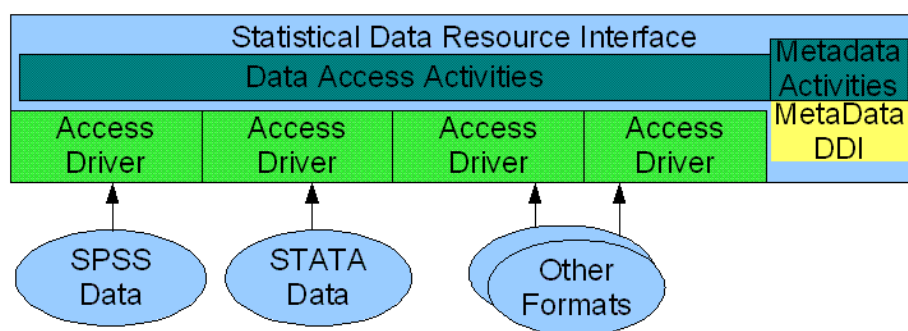 Statistical Data Resource Interface
Data Access Activities
Metadata
Activities
MetaData
DDI
Access
Driver
Access
Driver
Access
Driver
Access
Driver
SPSS
Data
STATA
Data
Other
Formats